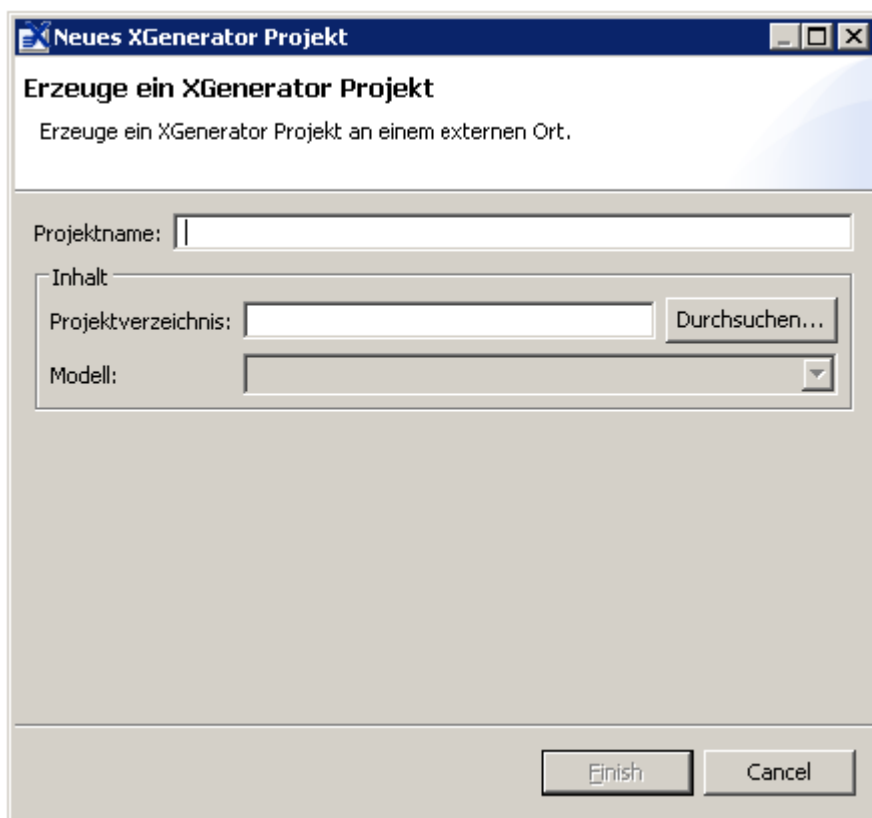 Neues XGenerator Projekt
Erzeuge ein XGenerator Projekt
Erzeuge ein XGenerator Projekt an einem externen Ort.
Projektname:
Inhalt
Projektverzeichnis: Durchsuchen...
Modell:
Finish Cancel